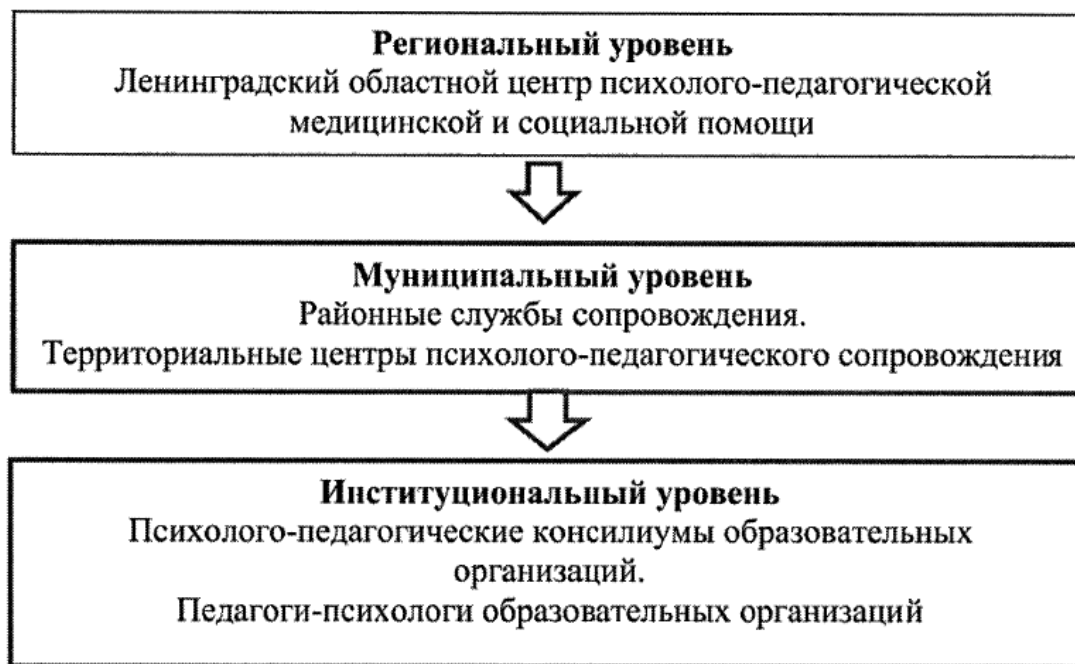 Региональный уровень
Ленинградский областной центр психолого-педагогической
медицинской и социальной помощи
Муниципальный уровень
Районные службы сопровождения.
Территориальные центры психолого-педагогического сопровождения
Институциональный уровень
Психолого-педагогические консилиумы образовательных
организаций.
Педагоги-психологи образовательных организаций